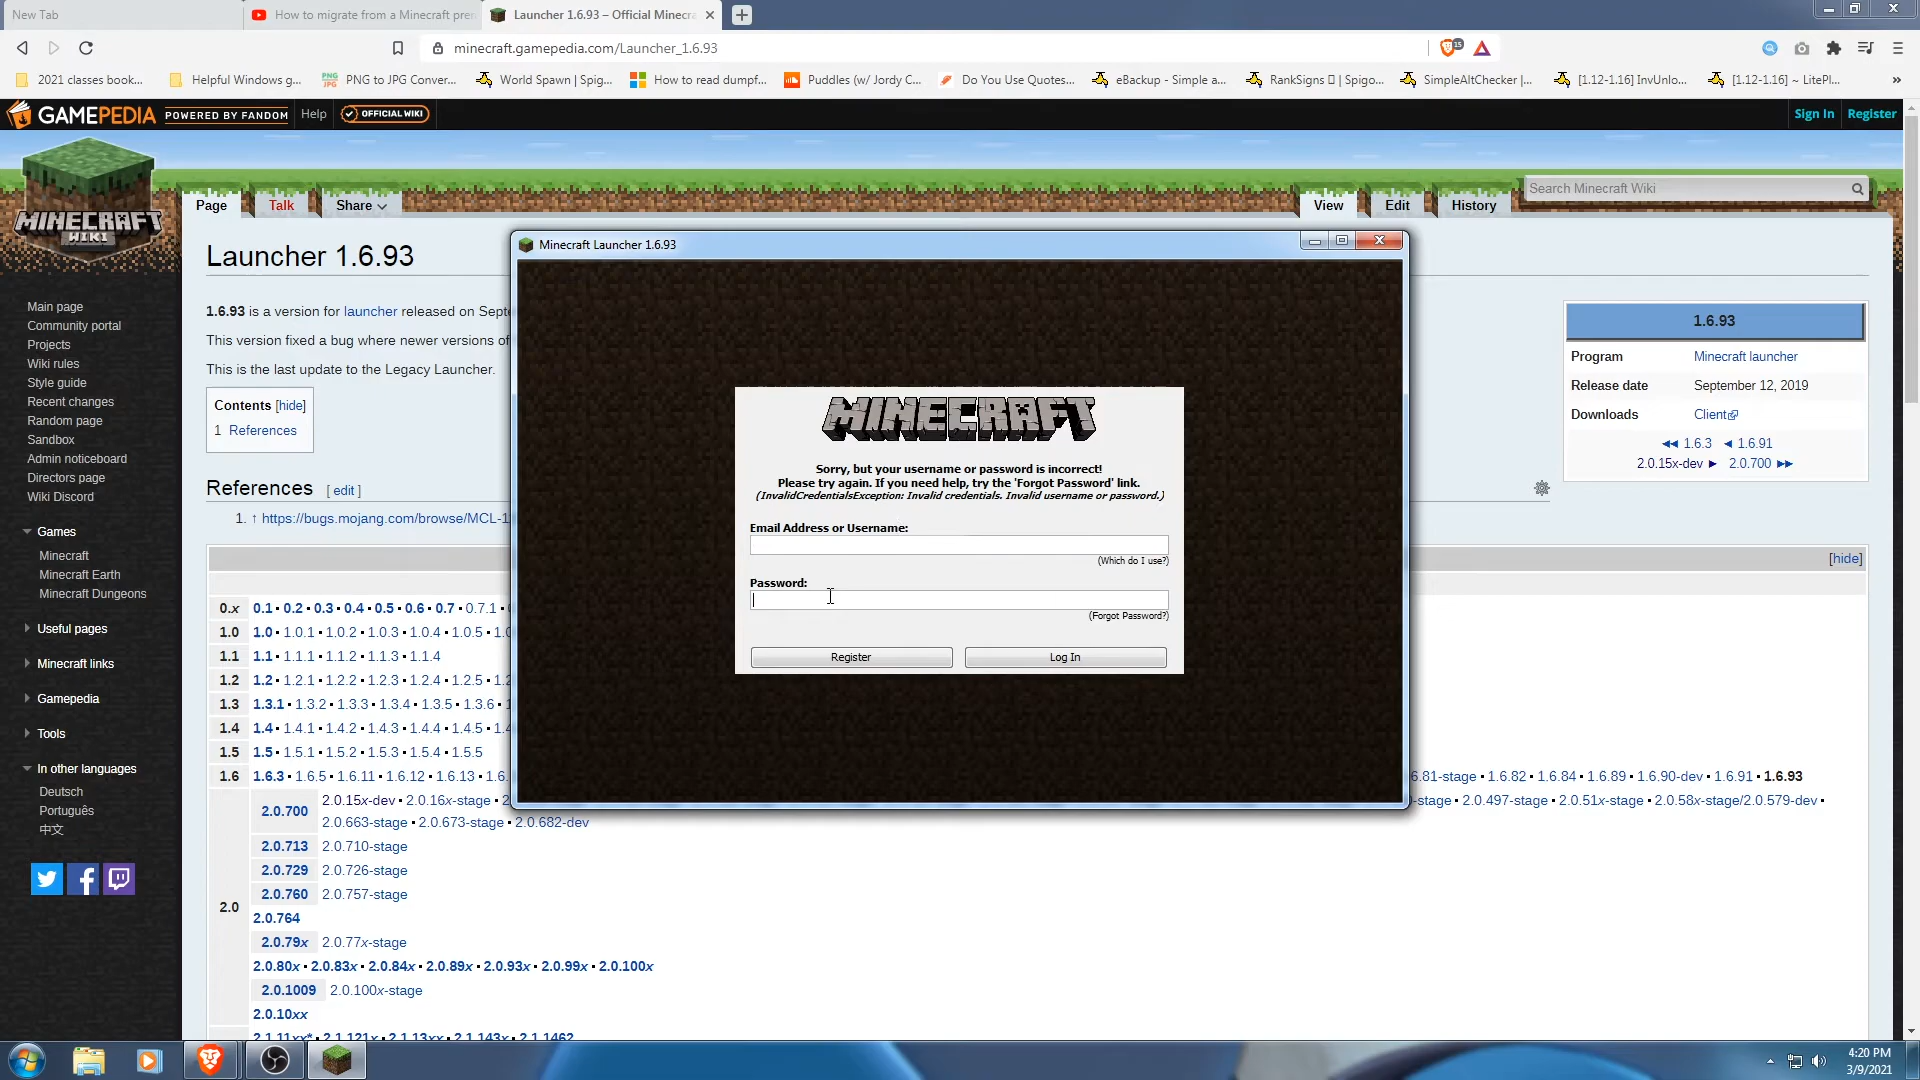 New Tab
How to migrate from a Minecraft pre
Launcher 1.6.93 – Official Minecra
minecraft.gamepedia.com/Launcher_1.6.93
15
2021 classes book...
Helpful Windows g...
PNG to JPG Conver...
World Spawn | Spig...
How to read dumpf...
Puddles (w/ Jordy C...
Do You Use Quotes...
eBackup - Simple a...
RankSigns | Spigo...
SimpleAltChecker |...
[1.12-1.16] InvUnlo...
[1.12-1.16] ~ LitePl...
GAMEPEDIA
POWERED BY FANDOM
Help
OFFICIAL WIKI
Sign In
Register
MINECRAFT
WIKI
Page
Talk
Share
View
Edit
History
Search Minecraft Wiki
Main page
Community portal
Projects
Wiki rules
Style guide
Recent changes
Random page
Sandbox
Admin noticeboard
Directors page
Wiki Discord
Games
Minecraft
Minecraft Earth
Minecraft Dungeons
Useful pages
Minecraft links
Gamepedia
Tools
In other languages
Deutsch
Português
中文
Launcher 1.6.93
1.6.93 is a version for launcher released on Septe
This version fixed a bug where newer versions of
This is the last update to the Legacy Launcher.
Contents [hide]
1 References
References [ edit ]
1. ↑ https://bugs.mojang.com/browse/MCL-1
Minecraft Launcher 1.6.93
MINECRAFT
Sorry, but your username or password is incorrect!
Please try again. If you need help, try the 'Forgot Password' link.
(InvalidCredentialsException: Invalid credentials. Invalid username or password.)
Email Address or Username:
(Which do I use?)
Password:
(Forgot Password?)
Register
Log In
1.6.93
Program Minecraft launcher
Release date September 12, 2019
Downloads Client
◄◄ 1.6.3 ◄ 1.6.91
2.0.15x-dev ► 2.0.700 ►►
[hide]
0.x 0.1 • 0.2 • 0.3 • 0.4 • 0.5 • 0.6 • 0.7 • 0.7.1 •
1.0 1.0 • 1.0.1 • 1.0.2 • 1.0.3 • 1.0.4 • 1.0.5 •
1.1 1.1 • 1.1.1 • 1.1.2 • 1.1.3 • 1.1.4
1.2 1.2 • 1.2.1 • 1.2.2 • 1.2.3 • 1.2.4 • 1.2.5 •
1.3 1.3.1 • 1.3.2 • 1.3.3 • 1.3.4 • 1.3.5 • 1.3.6 •
1.4 1.4 • 1.4.1 • 1.4.2 • 1.4.3 • 1.4.4 • 1.4.5 •
1.5 1.5 • 1.5.1 • 1.5.2 • 1.5.3 • 1.5.4 • 1.5.5
1.6 1.6.3 • 1.6.5 • 1.6.11 • 1.6.12 • 1.6.13 • 1.6. 6.81-stage • 1.6.82 • 1.6.84 • 1.6.89 • 1.6.90-dev • 1.6.91 • 1.6.93
2.0
2.0.700 2.0.15x-dev • 2.0.16x-stage • -stage • 2.0.497-stage • 2.0.51x-stage • 2.0.58x-stage/2.0.579-dev •
2.0.663-stage • 2.0.673-stage • 2.0.682-dev
2.0.713 2.0.710-stage
2.0.729 2.0.726-stage
2.0.760 2.0.757-stage
2.0.764
2.0.79x 2.0.77x-stage
2.0.80x • 2.0.83x • 2.0.84x • 2.0.89x • 2.0.93x • 2.0.99x • 2.0.100x
2.0.1009 2.0.100x-stage
2.0.10xx
2.1.11xx* • 2.1.121x • 2.1.13xx • 2.1.143x • 2.1.1462
4:20 PM
3/9/2021